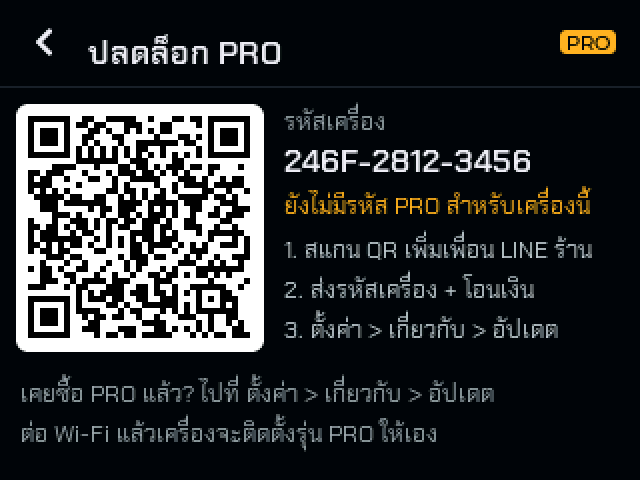 ปลดล็อก PRO
PRO
รหัสเครื่อง
246F-2812-3456
ยังไม่มีรหัส PRO สำหรับเครื่องนี้
1. สแกน QR เพิ่มเพื่อน LINE ร้าน
2. ส่งรหัสเครื่อง + โอนเงิน
3. ตั้งค่า > เกี่ยวกับ > อัปเดต
เคยซื้อ PRO แล้ว? ไปที่ ตั้งค่า > เกี่ยวกับ > อัปเดต
ต่อ Wi-Fi แล้วเครื่องจะติดตั้งรุ่น PRO ให้เอง